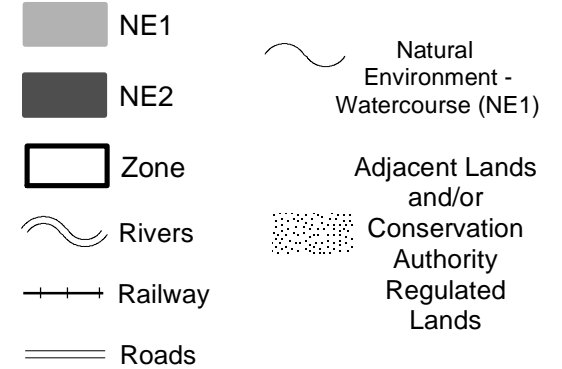 NE1
NE2
Zone
Rivers
Railway
Roads
Natural
Environment -
Watercourse (NE1)
Adjacent Lands
and/or
Conservation
Authority
Regulated
Lands